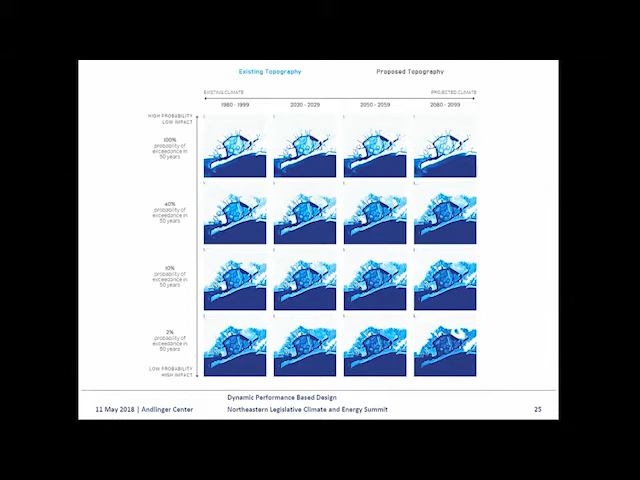 Existing Topography
Proposed Topography
EXISTING CLIMATE
PROJECTED CLIMATE
1980 - 1999
2020 - 2029
2050 - 2059
2080 - 2099
HIGH PROBABILITY
LOW IMPACT
100%
probability of
exceedance in
50 years
40%
probability of
exceedance in
50 years
10%
probability of
exceedance in
50 years
2%
probability of
exceedance in
50 years
LOW PROBABILITY
HIGH IMPACT
Dynamic Performance Based Design
11 May 2018 | Andlinger Center
Northeastern Legislative Climate and Energy Summit
25